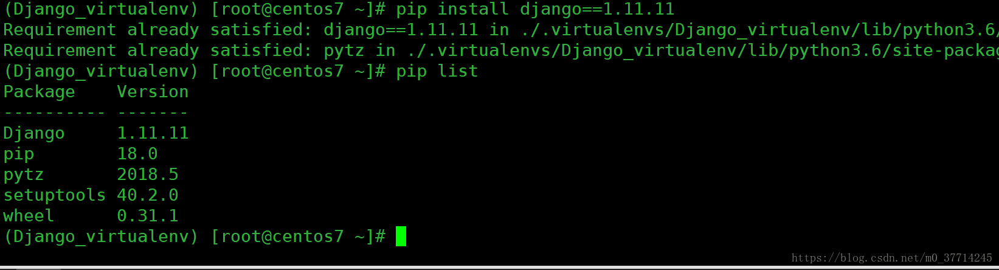 (Django_virtualenv) [root@centos7 ~]# pip install django==1.11.11
Requirement already satisfied: django==1.11.11 in ./.virtualenvs/Django_virtualenv/lib/python3.6/
Requirement already satisfied: pytz in ./.virtualenvs/Django_virtualenv/lib/python3.6/site-packag
(Django_virtualenv) [root@centos7 ~]# pip list
Package    Version
---------- -------
Django     1.11.11
pip        18.0
pytz       2018.5
setuptools 40.2.0
wheel      0.31.1
(Django_virtualenv) [root@centos7 ~]#
https://blog.csdn.net/m0_37714245